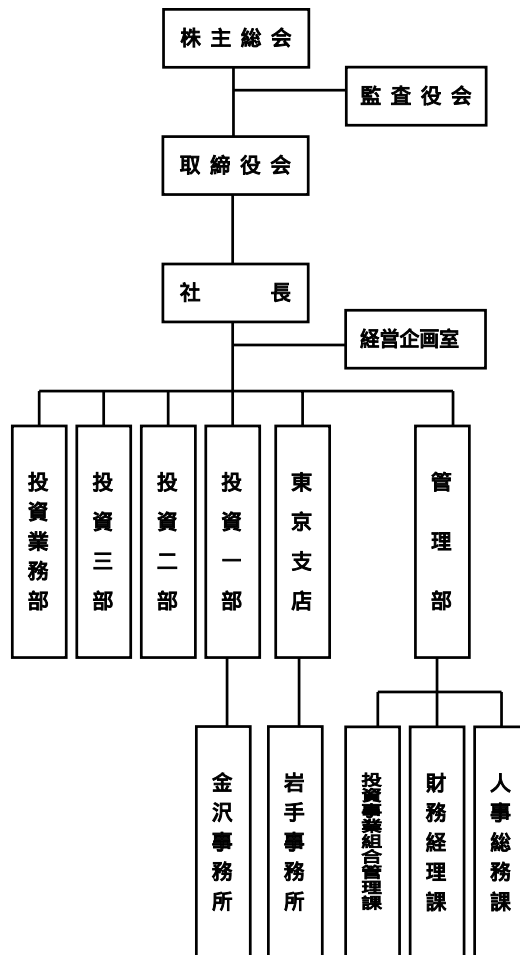 株主総会
監査役会
取締役会
社長
経営企画室
投資業務部
投資三部
投資二部
投資一部
東京支店
管理部
金沢事務所
岩手事務所
投資事業組合管理課
財務経理課
人事総務課